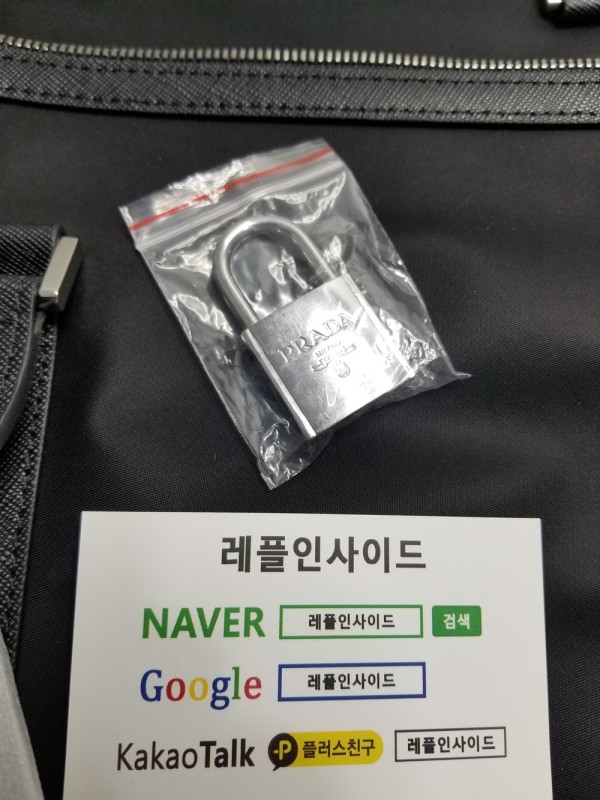 PRADA
MILANO
레플인사이드
NAVER 레플인사이드 검색
Google 레플인사이드
KakaoTalk P 플러스친구 레플인사이드